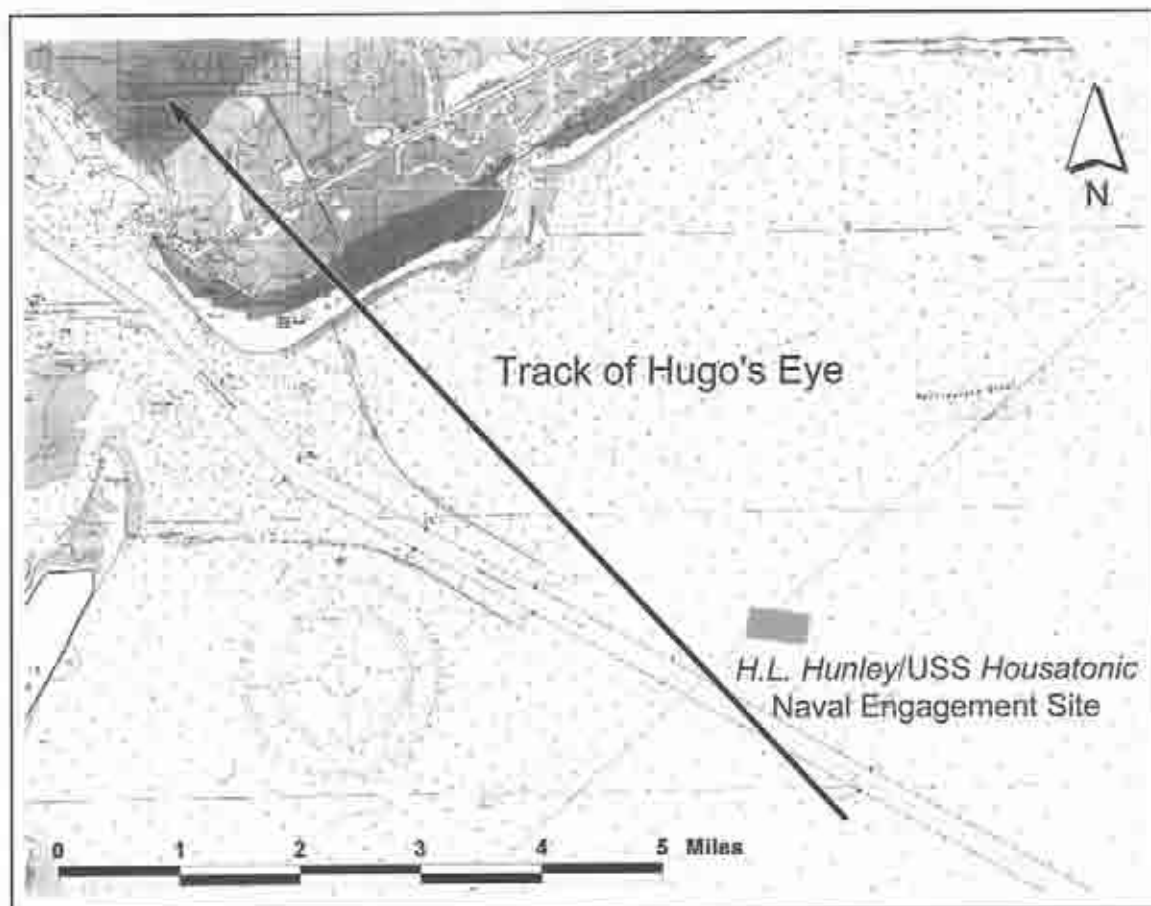 N
Track of Hugo's Eye
H.L. Hunley/USS Housatonic
Naval Engagement Site
0 1 2 3 4 5 Miles